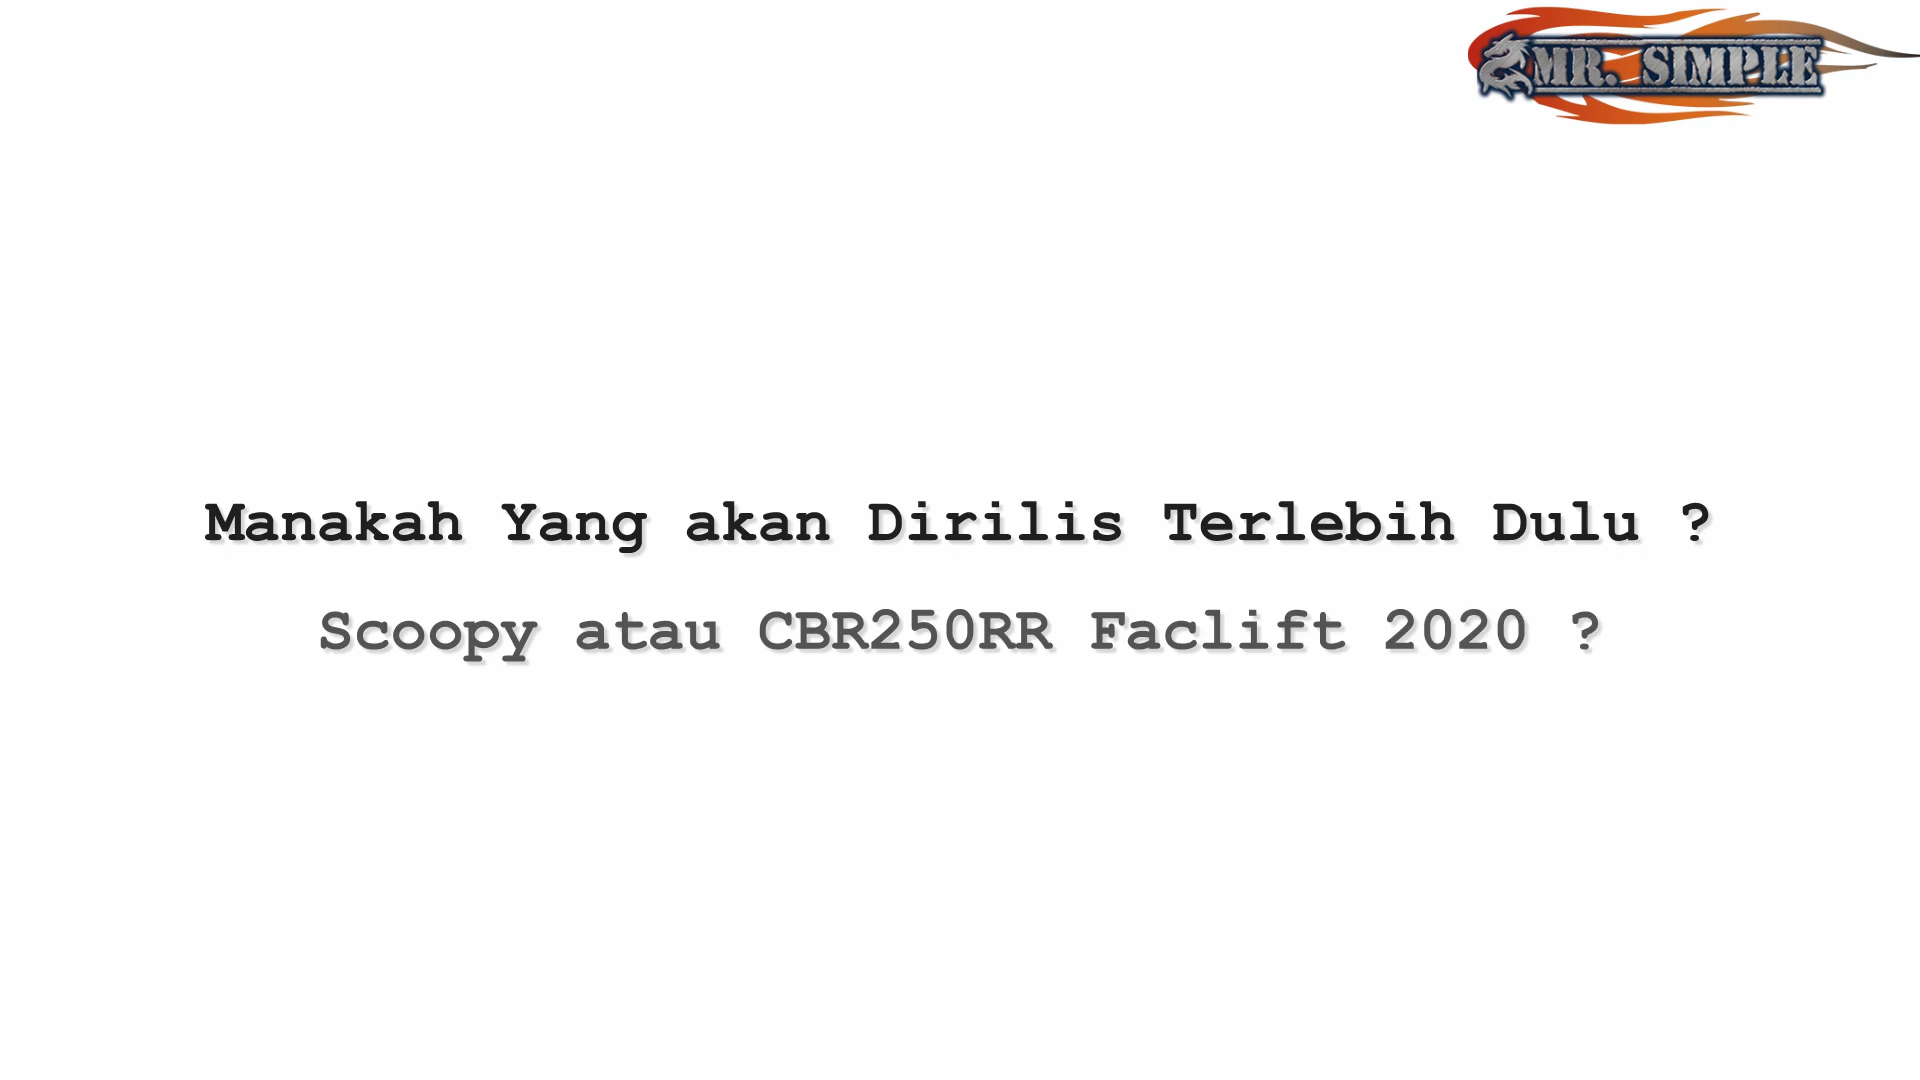 MR. SIMPLE
Manakah Yang akan Dirilis Terlebih Dulu ?
Scoopy atau CBR250RR Faclift 2020 ?